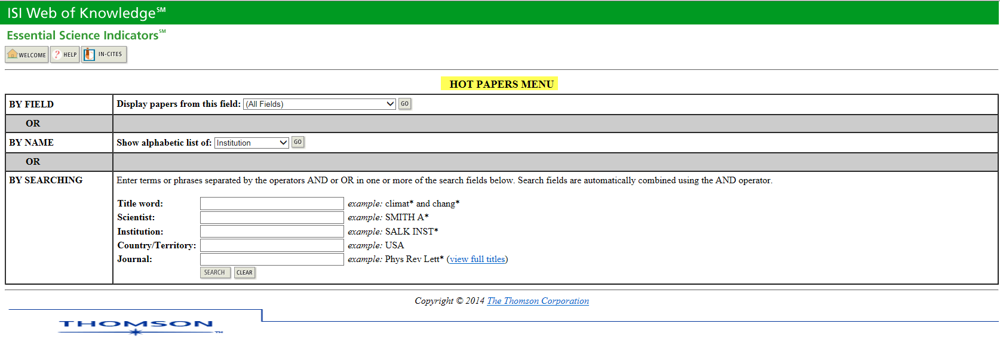 ISI Web of Knowledge℠
Essential Science Indicators℠
WELCOME ? HELP IN-CITES
HOT PAPERS MENU
BY FIELD Display papers from this field: (All Fields) GO
OR
BY NAME Show alphabetic list of: Institution GO
OR
BY SEARCHING Enter terms or phrases separated by the operators AND or OR in one or more of the search fields below. Search fields are automatically combined using the AND operator.
Title word: example: climat* and chang*
Scientist: example: SMITH A*
Institution: example: SALK INST*
Country/Territory: example: USA
Journal: example: Phys Rev Lett* (view full titles)
SEARCH CLEAR
Copyright © 2014 The Thomson Corporation
THOMSON ™